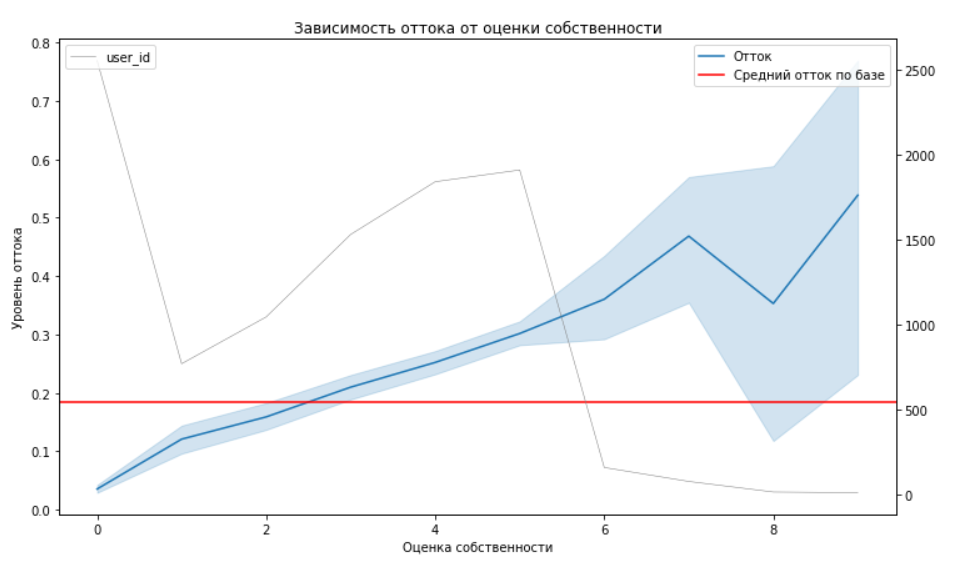 Зависимость оттока от оценки собственности
user_id
Отток
Средний отток по базе
Уровень оттока
0.8
0.7
0.6
0.5
0.4
0.3
0.2
0.1
0.0
2500
2000
1500
1000
500
0
0 2 4 6 8
Оценка собственности